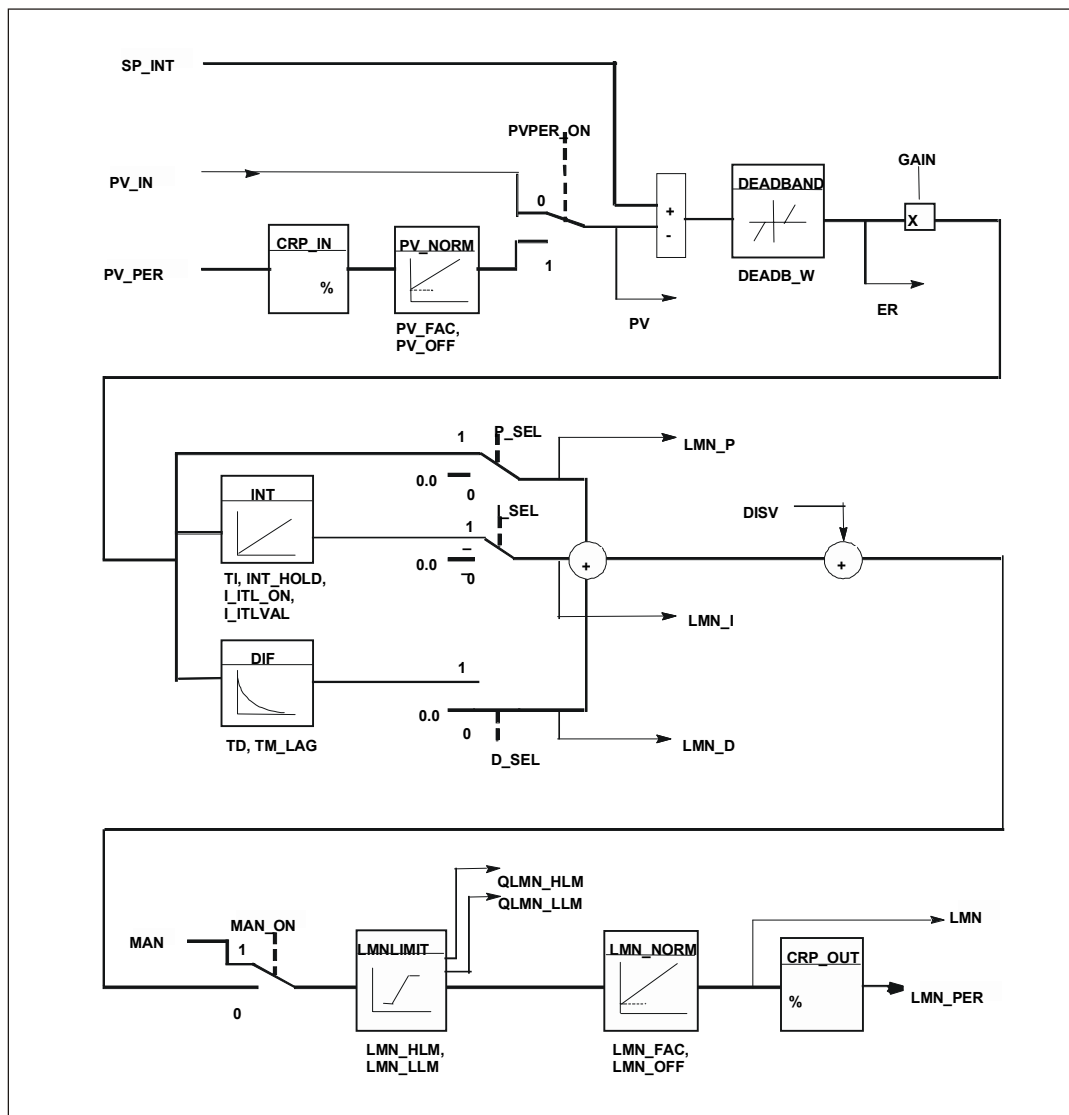 SP_INT
PVPER_ON
GAIN
PV_IN
0
DEADBAND
+
-
X
CRP_IN
%
PV_NORM
1
PV_PER
DEADB_W
PV
ER
PV_FAC,
PV_OFF
P_SEL
1
LMN_P
0.0
0
INT
I_SEL
1
DISV
0.0
0
+
+
TI, INT_HOLD,
I_ITL_ON,
I_ITLVAL
LMN_I
DIF
1
0.0
0
LMN_D
TD, TM_LAG
D_SEL
QLMN_HLM
QLMN_LLM
MAN_ON
LMN
MAN
1
LMNLIMIT
LMN_NORM
CRP_OUT
%
LMN_PER
0
LMN_HLM,
LMN_LLM
LMN_FAC,
LMN_OFF